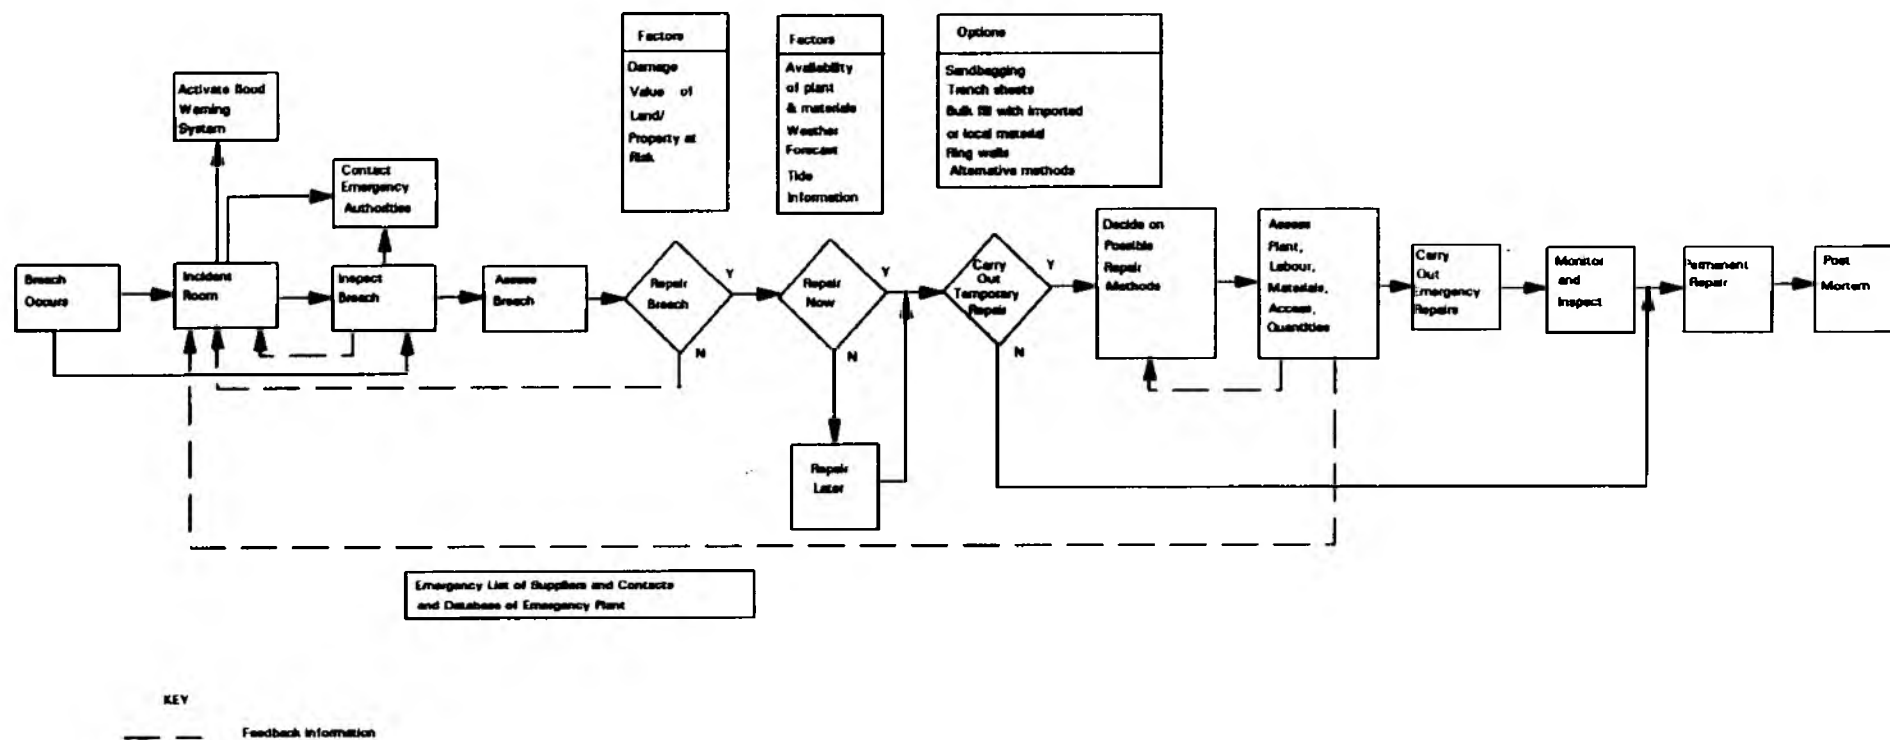 Factors
Damage
Value of
Land/
Property at
Risk
Factors
Availability
of plant
& materials
Weather
Forecast
Tide
Information
Options
Sandbagging
Trench sheets
Bulk fill with imported
or local material
Ring walls
Alternative methods
Activate flood
Warning
System
Contact
Emergency
Authorities
Breach
Occurs
Incident
Room
Inspect
Breach
Assess
Breach
Repair
Breach
Y
N
Repair
Now
Y
N
Carry
Out
Temporary
Repair
Y
N
Decide on
Possible
Repair
Methods
Assess
Plant,
Labour,
Materials,
Access,
Quantities
Carry
Out
Emergency
Repairs
Monitor
and
Inspect
Permanent
Repair
Post
Mortem
Repair
Later
Emergency List of Suppliers and Contacts
and Database of Emergency Plant
KEY
Feedback information